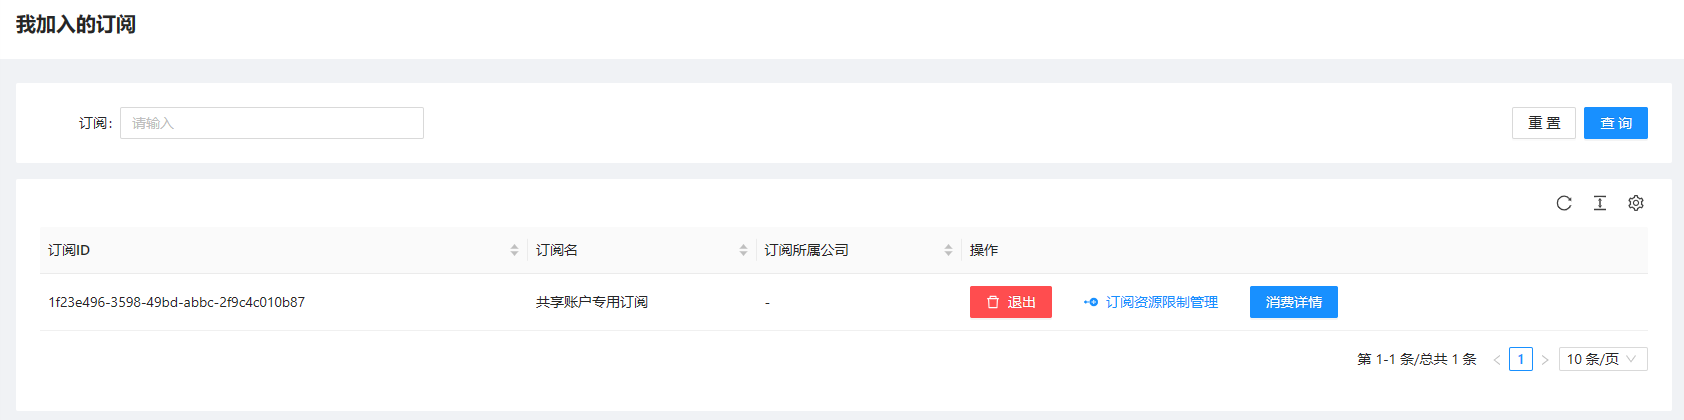 我加入的订阅
订阅: 请输入 重 置 查 询
订阅ID 订阅名 订阅所属公司 操作
1f23e496-3598-49bd-abbc-2f9c4c010b87 共享账户专用订阅 - 退出 订阅资源限制管理 消费详情
第 1-1 条/总共 1 条 1 10 条/页